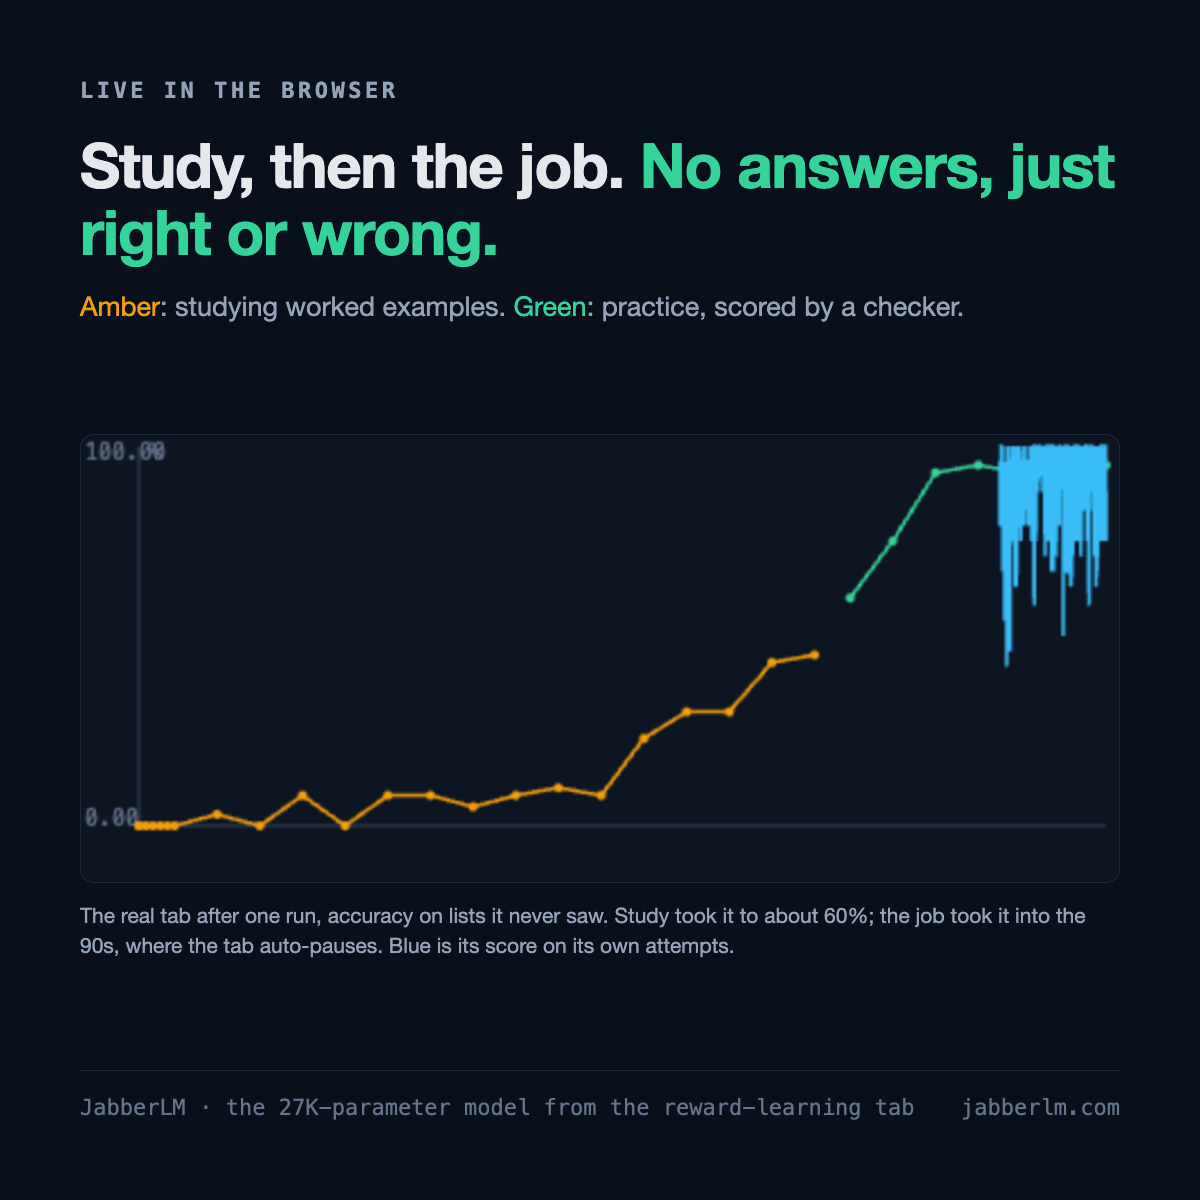 LIVE IN THE BROWSER
Study, then the job. No answers, just
right or wrong.
Amber: studying worked examples. Green: practice, scored by a checker.
100.00
0.00
The real tab after one run, accuracy on lists it never saw. Study took it to about 60%; the job took it into the
90s, where the tab auto-pauses. Blue is its score on its own attempts.
JabberLM · the 27K-parameter model from the reward-learning tab jabberlm.com